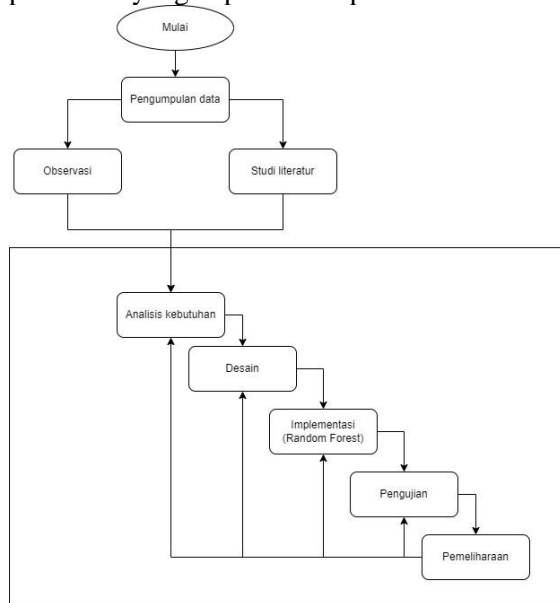 Mulai
Pengumpulan data
Observasi
Studi literatur
Analisis kebutuhan
Desain
Implementasi
(Random Forest)
Pengujian
Pemeliharaan